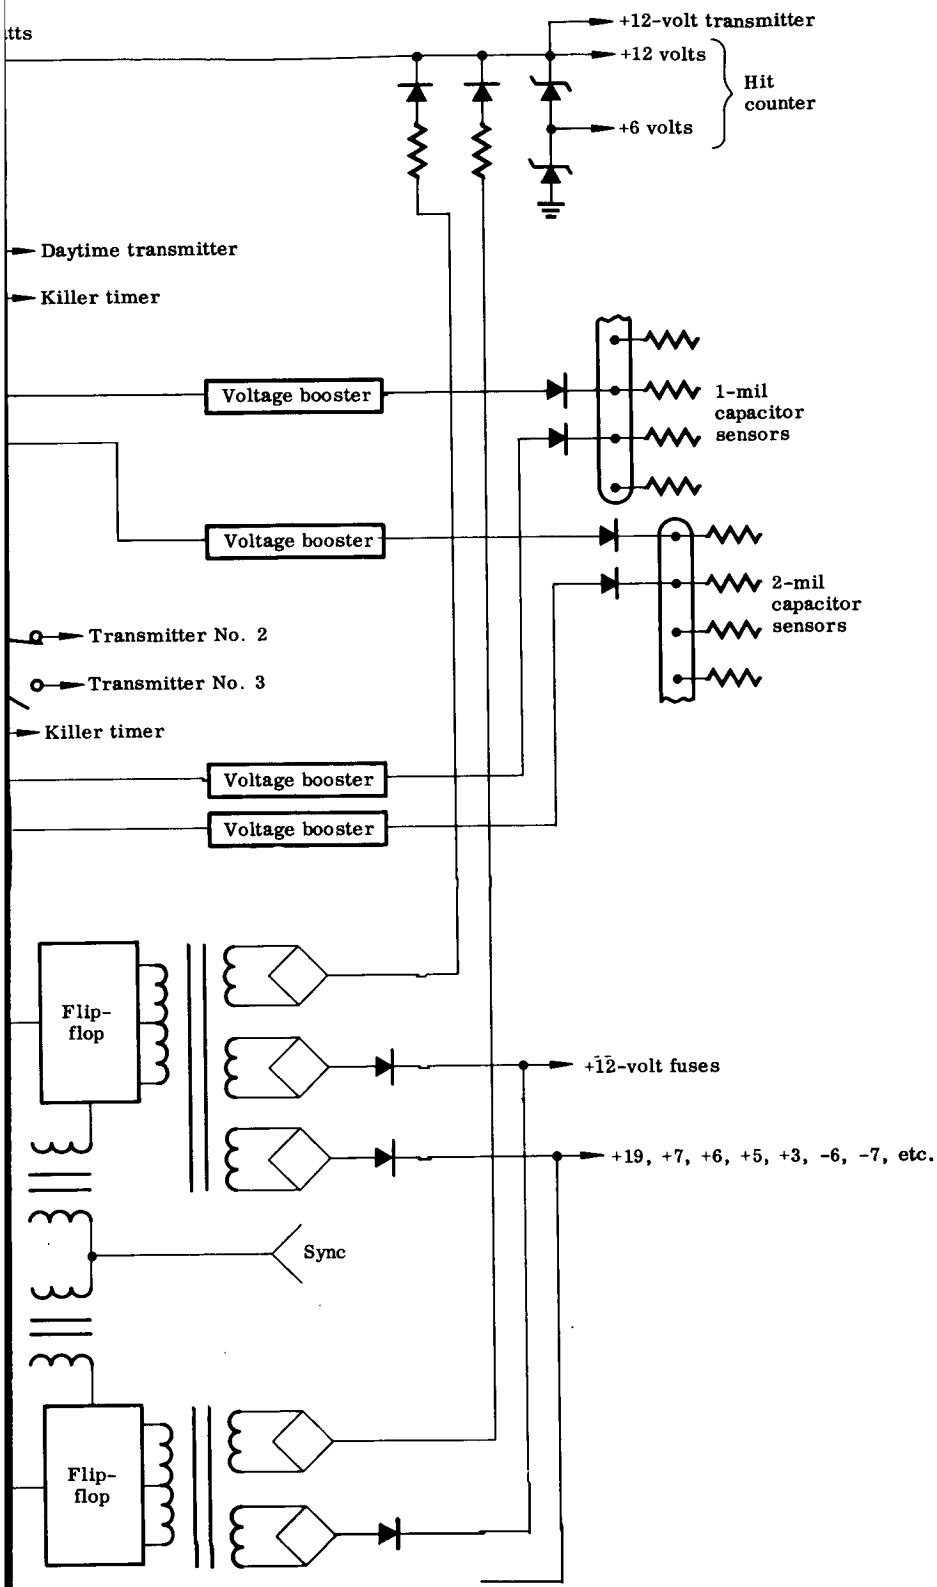 +12-volt transmitter
+12 volts
Hit
counter
+6 volts
Daytime transmitter
Killer timer
Voltage booster
1-mil
capacitor
sensors
Voltage booster
2-mil
capacitor
sensors
Transmitter No. 2
Transmitter No. 3
Killer timer
Voltage booster
Voltage booster
Flip-
flop
+12-volt fuses
+19, +7, +6, +5, +3, -6, -7, etc.
Sync
Flip-
flop